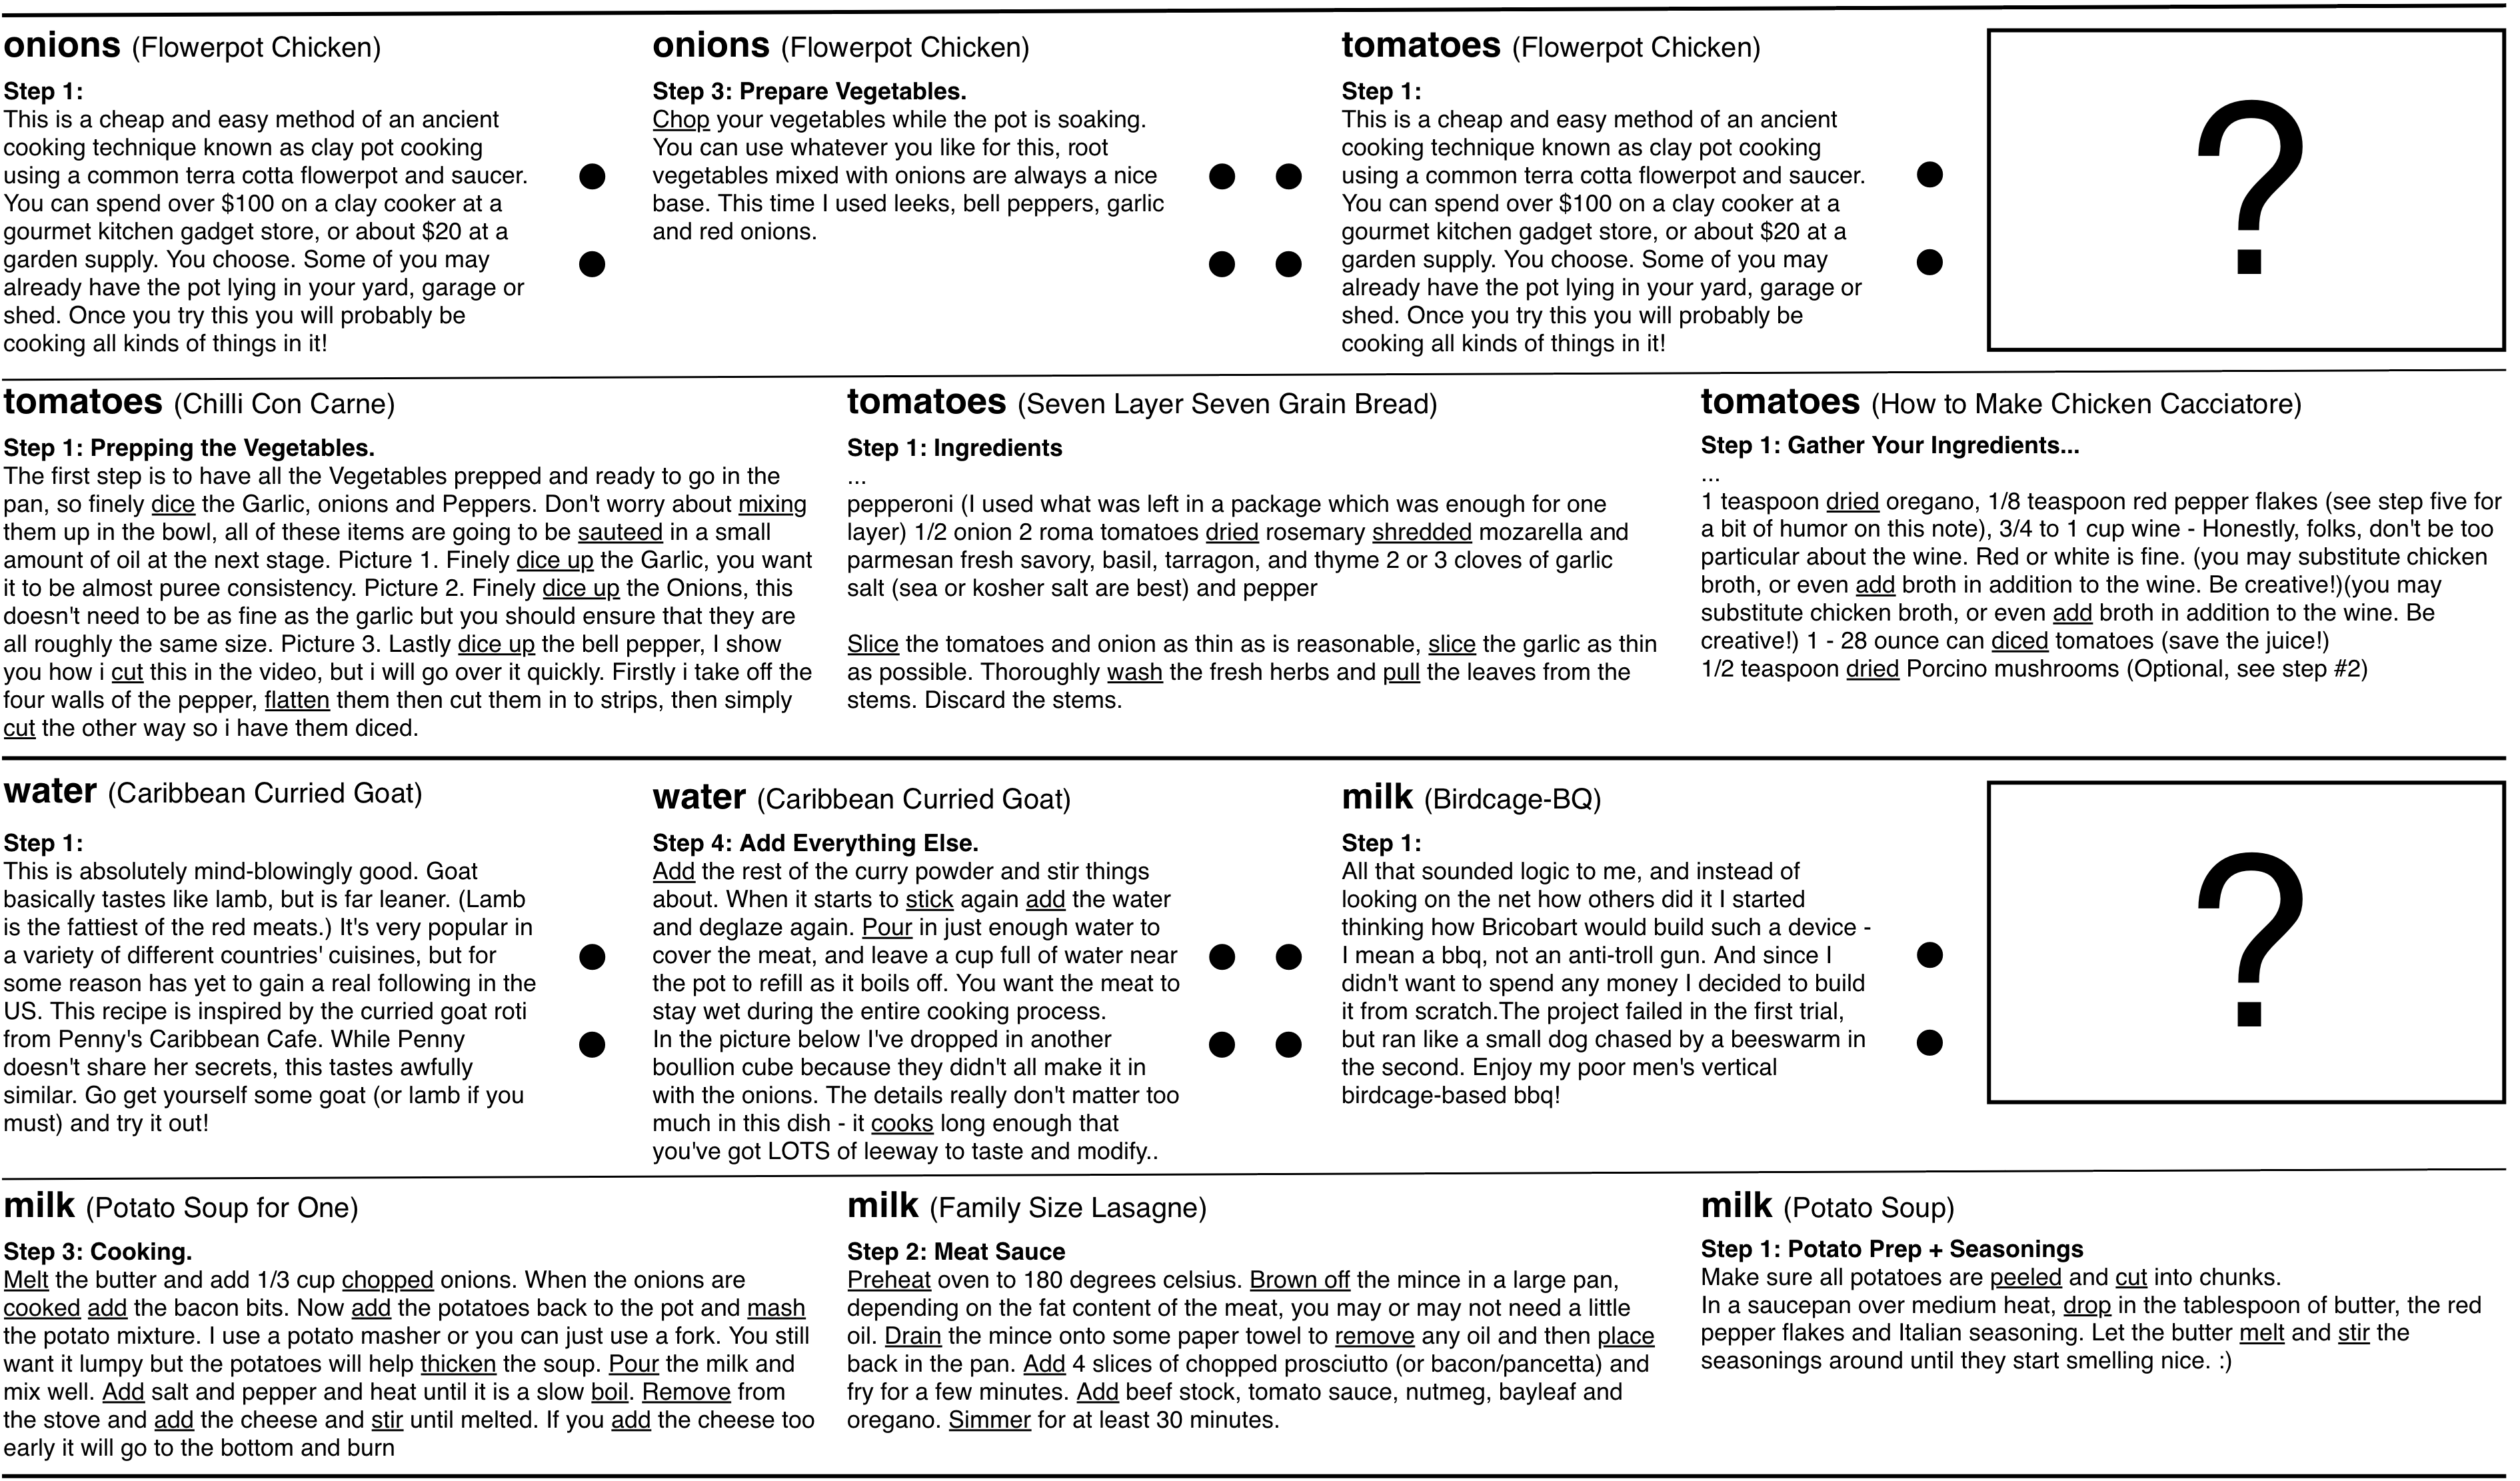 onions (Flowerpot Chicken)
Step 1:
This is a cheap and easy method of an ancient
cooking technique known as clay pot cooking
using a common terra cotta flowerpot and saucer.
You can spend over $100 on a clay cooker at a
gourmet kitchen gadget store, or about $20 at a
garden supply. You choose. Some of you may
already have the pot lying in your yard, garage or
shed. Once you try this you will probably be
cooking all kinds of things in it!
onions (Flowerpot Chicken)
Step 3: Prepare Vegetables.
Chop your vegetables while the pot is soaking.
You can use whatever you like for this, root
vegetables mixed with onions are always a nice
base. This time I used leeks, bell peppers, garlic
and red onions.
tomatoes (Flowerpot Chicken)
Step 1:
This is a cheap and easy method of an ancient
cooking technique known as clay pot cooking
using a common terra cotta flowerpot and saucer.
You can spend over $100 on a clay cooker at a
gourmet kitchen gadget store, or about $20 at a
garden supply. You choose. Some of you may
already have the pot lying in your yard, garage or
shed. Once you try this you will probably be
cooking all kinds of things in it!
?
tomatoes (Chilli Con Carne)
Step 1: Prepping the Vegetables.
The first step is to have all the Vegetables prepped and ready to go in the
pan, so finely dice the Garlic, onions and Peppers. Don't worry about mixing
them up in the bowl, all of these items are going to be sauteed in a small
amount of oil at the next stage. Picture 1. Finely dice up the Garlic, you want
it to be almost puree consistency. Picture 2. Finely dice up the Onions, this
doesn't need to be as fine as the garlic but you should ensure that they are
all roughly the same size. Picture 3. Lastly dice up the bell pepper, I show
you how i cut this in the video, but i will go over it quickly. Firstly i take off the
four walls of the pepper, flatten them then cut them in to strips, then simply
cut the other way so i have them diced.
tomatoes (Seven Layer Seven Grain Bread)
Step 1: Ingredients
...
pepperoni (I used what was left in a package which was enough for one
layer) 1/2 onion 2 roma tomatoes dried rosemary shredded mozarella and
parmesan fresh savory, basil, tarragon, and thyme 2 or 3 cloves of garlic
salt (sea or kosher salt are best) and pepper
Slice the tomatoes and onion as thin as is reasonable, slice the garlic as thin
as possible. Thoroughly wash the fresh herbs and pull the leaves from the
stems. Discard the stems.
tomatoes (How to Make Chicken Cacciatore)
Step 1: Gather Your Ingredients...
...
1 teaspoon dried oregano, 1/8 teaspoon red pepper flakes (see step five for
a bit of humor on this note), 3/4 to 1 cup wine - Honestly, folks, don't be too
particular about the wine. Red or white is fine. (you may substitute chicken
broth, or even add broth in addition to the wine. Be creative!)(you may
substitute chicken broth, or even add broth in addition to the wine. Be
creative!) 1 - 28 ounce can diced tomatoes (save the juice!)
1/2 teaspoon dried Porcino mushrooms (Optional, see step #2)
water (Caribbean Curried Goat)
Step 1:
This is absolutely mind-blowingly good. Goat
basically tastes like lamb, but is far leaner. (Lamb
is the fattiest of the red meats.) It's very popular in
a variety of different countries' cuisines, but for
some reason has yet to gain a real following in the
US. This recipe is inspired by the curried goat roti
from Penny's Caribbean Cafe. While Penny
doesn't share her secrets, this tastes awfully
similar. Go get yourself some goat (or lamb if you
must) and try it out!
water (Caribbean Curried Goat)
Step 4: Add Everything Else.
Add the rest of the curry powder and stir things
about. When it starts to stick again add the water
and deglaze again. Pour in just enough water to
cover the meat, and leave a cup full of water near
the pot to refill as it boils off. You want the meat to
stay wet during the entire cooking process.
In the picture below I've dropped in another
boullion cube because they didn't all make it in
with the onions. The details really don't matter too
much in this dish - it cooks long enough that
you've got LOTS of leeway to taste and modify..
milk (Birdcage-BQ)
Step 1:
All that sounded logic to me, and instead of
looking on the net how others did it I started
thinking how Bricobart would build such a device -
I mean a bbq, not an anti-troll gun. And since I
didn't want to spend any money I decided to build
it from scratch.The project failed in the first trial,
but ran like a small dog chased by a beeswarm in
the second. Enjoy my poor men's vertical
birdcage-based bbq!
?
milk (Potato Soup for One)
Step 3: Cooking.
Melt the butter and add 1/3 cup chopped onions. When the onions are
cooked add the bacon bits. Now add the potatoes back to the pot and mash
the potato mixture. I use a potato masher or you can just use a fork. You still
want it lumpy but the potatoes will help thicken the soup. Pour the milk and
mix well. Add salt and pepper and heat until it is a slow boil. Remove from
the stove and add the cheese and stir until melted. If you add the cheese too
early it will go to the bottom and burn
milk (Family Size Lasagne)
Step 2: Meat Sauce
Preheat oven to 180 degrees celsius. Brown off the mince in a large pan,
depending on the fat content of the meat, you may or may not need a little
oil. Drain the mince onto some paper towel to remove any oil and then place
back in the pan. Add 4 slices of chopped prosciutto (or bacon/pancetta) and
fry for a few minutes. Add beef stock, tomato sauce, nutmeg, bayleaf and
oregano. Simmer for at least 30 minutes.
milk (Potato Soup)
Step 1: Potato Prep + Seasonings
Make sure all potatoes are peeled and cut into chunks.
In a saucepan over medium heat, drop in the tablespoon of butter, the red
pepper flakes and Italian seasoning. Let the butter melt and stir the
seasonings around until they start smelling nice. :)